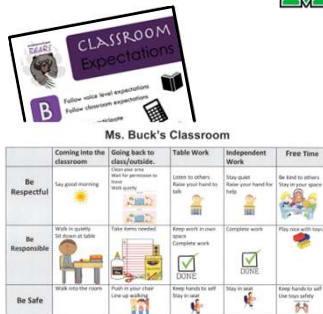 BEARS
CLASSROOM
Expectations
B
Follow voice level expectations
Follow classroom expectations
participate
Ms. Buck's Classroom
Coming into the classroom
Going back to class/outside.
Table Work
Independent Work
Free Time
Be Respectful
Say good morning
Clean your area
Wait for permission to leave
Walk quietly
Listen to others
Raise your hand to talk
Stay quiet
Raise your hand for help
Be kind to others
Stay in your space
Be Responsible
Walk in quietly
Sit down at table
Take items needed
Keep work in own space
Complete work
DONE
Complete work
DONE
Play nice with toys
Be Safe
Walk into the room
Push in your chair
Line up walking
Keep hands to self
Stay in seat
Stay in seat
Keep hands to self
Use toys safely